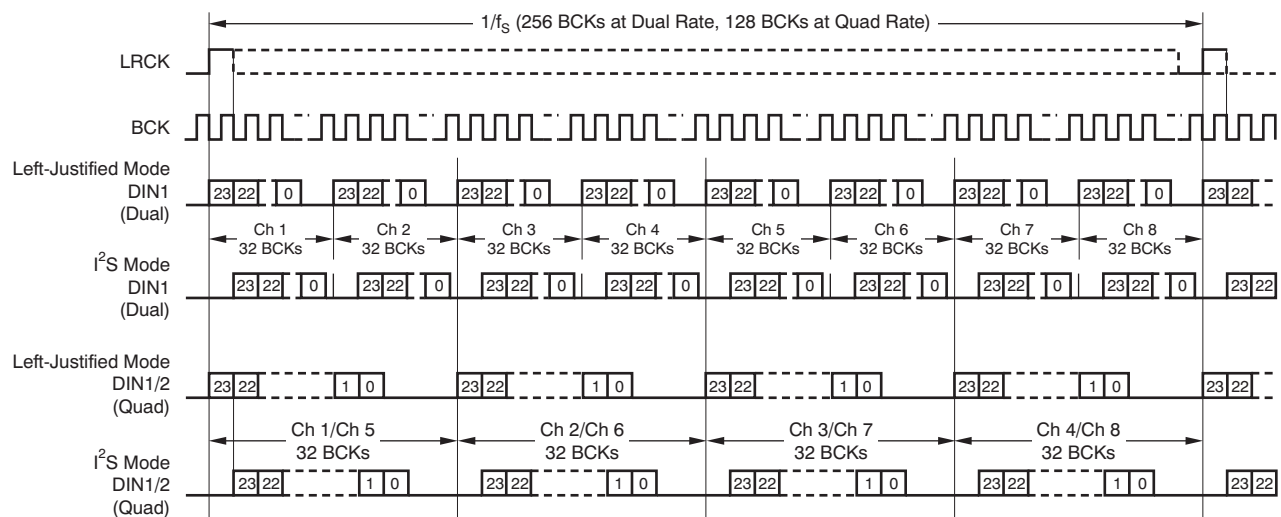 1/fS (256 BCKs at Dual Rate, 128 BCKs at Quad Rate)
LRCK
BCK
Left-Justified Mode
DIN1
(Dual)
23 22 0 23 22 0 23 22 0 23 22 0 23 22 0 23 22 0 23 22 0 23 22 0 23 22
Ch 1 Ch 2 Ch 3 Ch 4 Ch 5 Ch 6 Ch 7 Ch 8
32 BCKs 32 BCKs 32 BCKs 32 BCKs 32 BCKs 32 BCKs 32 BCKs 32 BCKs
I2S Mode
DIN1
(Dual)
23 22 0 23 22 0 23 22 0 23 22 0 23 22 0 23 22 0 23 22 0 23 22 0 23 22
Left-Justified Mode
DIN1/2
(Quad)
23 22 1 0 23 22 1 0 23 22 1 0 23 22 1 0 23 22
Ch 1/Ch 5 Ch 2/Ch 6 Ch 3/Ch 7 Ch 4/Ch 8
32 BCKs 32 BCKs 32 BCKs 32 BCKs
I2S Mode
DIN1/2
(Quad)
23 22 1 0 23 22 1 0 23 22 1 0 23 22 1 0 23 22